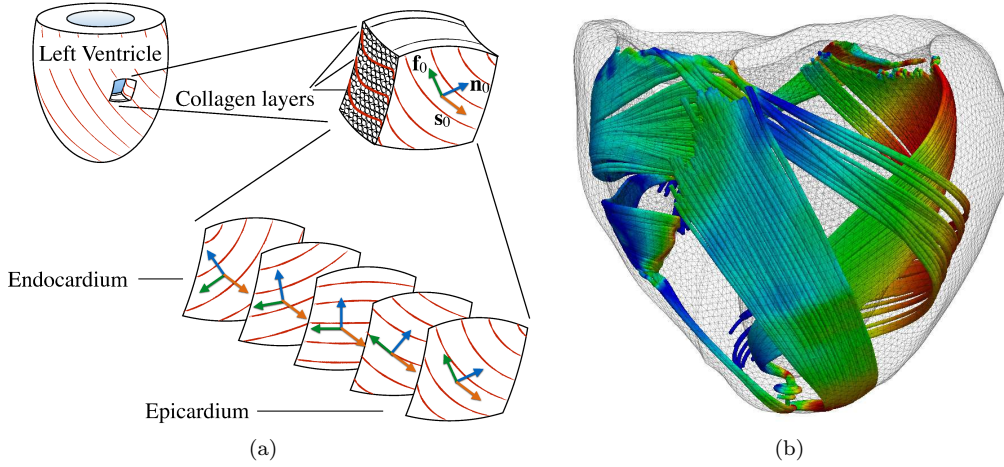 Left Ventricle
Collagen layers
f₀
n₀
s₀
Endocardium
Epicardium
(a)
(b)